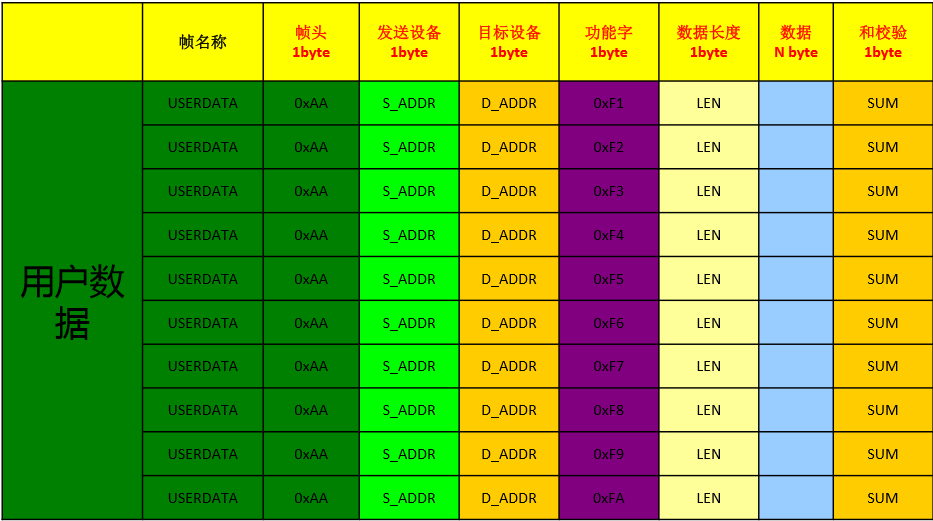 帧名称 帧头 发送设备 目标设备 功能字 数据长度 数据 和校验
1byte 1byte 1byte 1byte 1byte N byte 1byte
USERDATA 0xAA S_ADDR D_ADDR 0xF1 LEN SUM
USERDATA 0xAA S_ADDR D_ADDR 0xF2 LEN SUM
USERDATA 0xAA S_ADDR D_ADDR 0xF3 LEN SUM
USERDATA 0xAA S_ADDR D_ADDR 0xF4 LEN SUM
用户数
据
USERDATA 0xAA S_ADDR D_ADDR 0xF5 LEN SUM
USERDATA 0xAA S_ADDR D_ADDR 0xF6 LEN SUM
USERDATA 0xAA S_ADDR D_ADDR 0xF7 LEN SUM
USERDATA 0xAA S_ADDR D_ADDR 0xF8 LEN SUM
USERDATA 0xAA S_ADDR D_ADDR 0xF9 LEN SUM
USERDATA 0xAA S_ADDR D_ADDR 0xFA LEN SUM